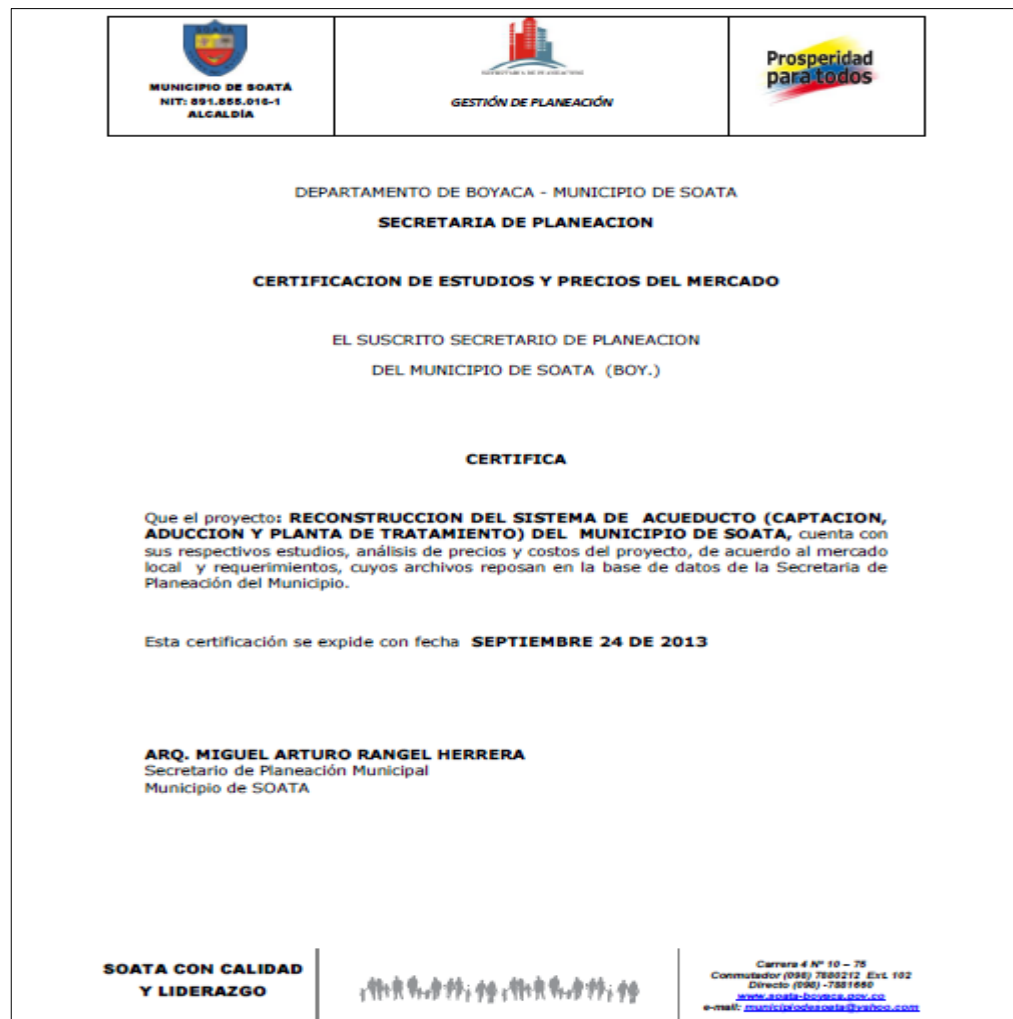 SOATA
MUNICIPIO DE SOATÁ
NIT: 891.855.016-1
ALCALDÍA
SECRETARIA DE PLANEACION
GESTIÓN DE PLANEACIÓN
Prosperidad
para todos
DEPARTAMENTO DE BOYACA - MUNICIPIO DE SOATA
SECRETARIA DE PLANEACION
CERTIFICACION DE ESTUDIOS Y PRECIOS DEL MERCADO
EL SUSCRITO SECRETARIO DE PLANEACION
DEL MUNICIPIO DE SOATA (BOY.)
CERTIFICA
Que el proyecto: RECONSTRUCCION DEL SISTEMA DE ACUEDUCTO (CAPTACION,
ADUCCION Y PLANTA DE TRATAMIENTO) DEL MUNICIPIO DE SOATA, cuenta con
sus respectivos estudios, análisis de precios y costos del proyecto, de acuerdo al mercado
local y requerimientos, cuyos archivos reposan en la base de datos de la Secretaria de
Planeación del Municipio.
Esta certificación se expide con fecha SEPTIEMBRE 24 DE 2013
ARQ. MIGUEL ARTURO RANGEL HERRERA
Secretario de Planeación Municipal
Municipio de SOATA
SOATA CON CALIDAD
Y LIDERAZGO
Carrera 4 Nº 10 – 75
Conmutador (098) 7880212 Ext. 102
Directo (098) -7881660
www.soata-boyaca.gov.co
e-mail: municipiodesoata@yahoo.com